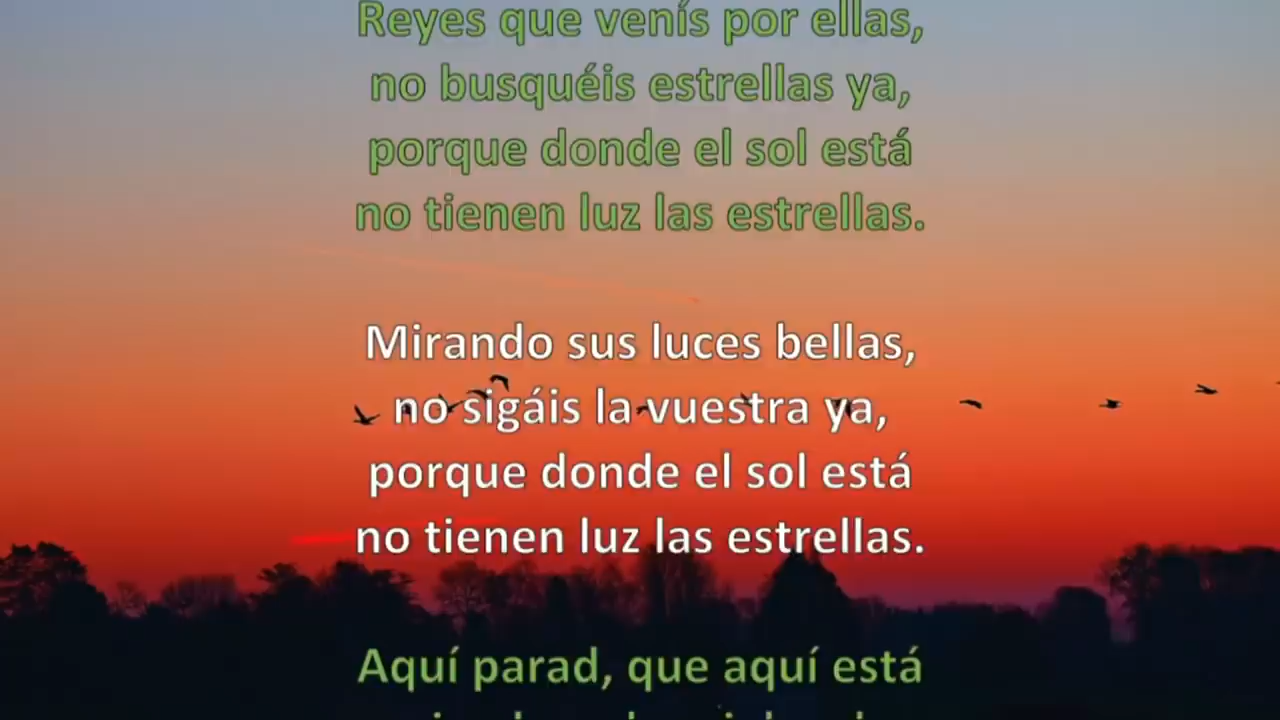 Reyes que venís por ellas,
no busquéis estrellas ya,
porque donde el sol está
no tienen luz las estrellas.
Mirando sus luces bellas,
no sigáis la vuestra ya,
porque donde el sol está
no tienen luz las estrellas.
Aquí parad, que aquí está